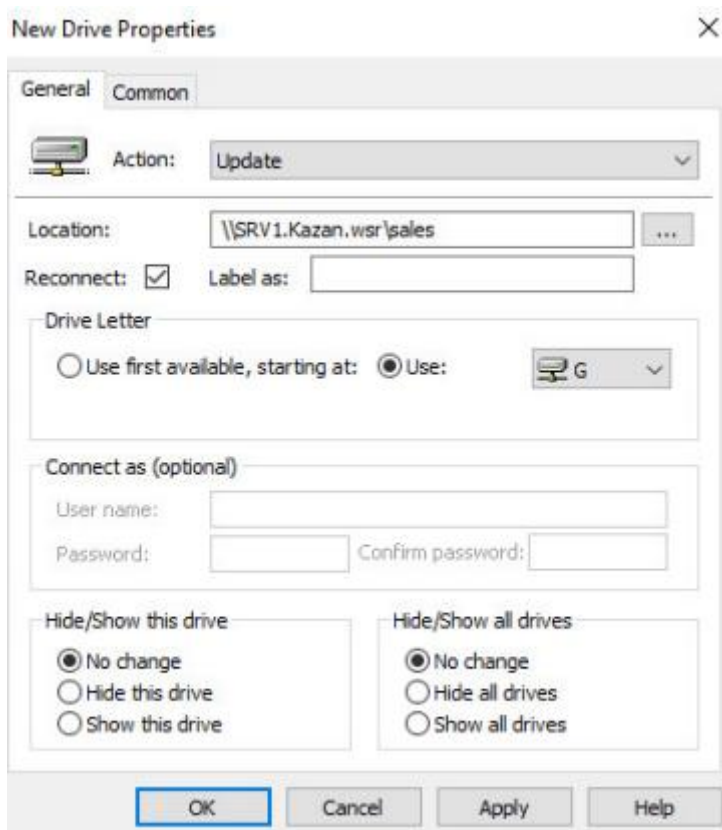 New Drive Properties
General Common
Action: Update
Location: \\SRV1.Kazan.wsr\sales ...
Reconnect: Label as:
Drive Letter
Use first available, starting at: Use: G
Connect as (optional)
User name:
Password: Confirm password:
Hide/Show this drive Hide/Show all drives
No change No change
Hide this drive Hide all drives
Show this drive Show all drives
OK Cancel Apply Help